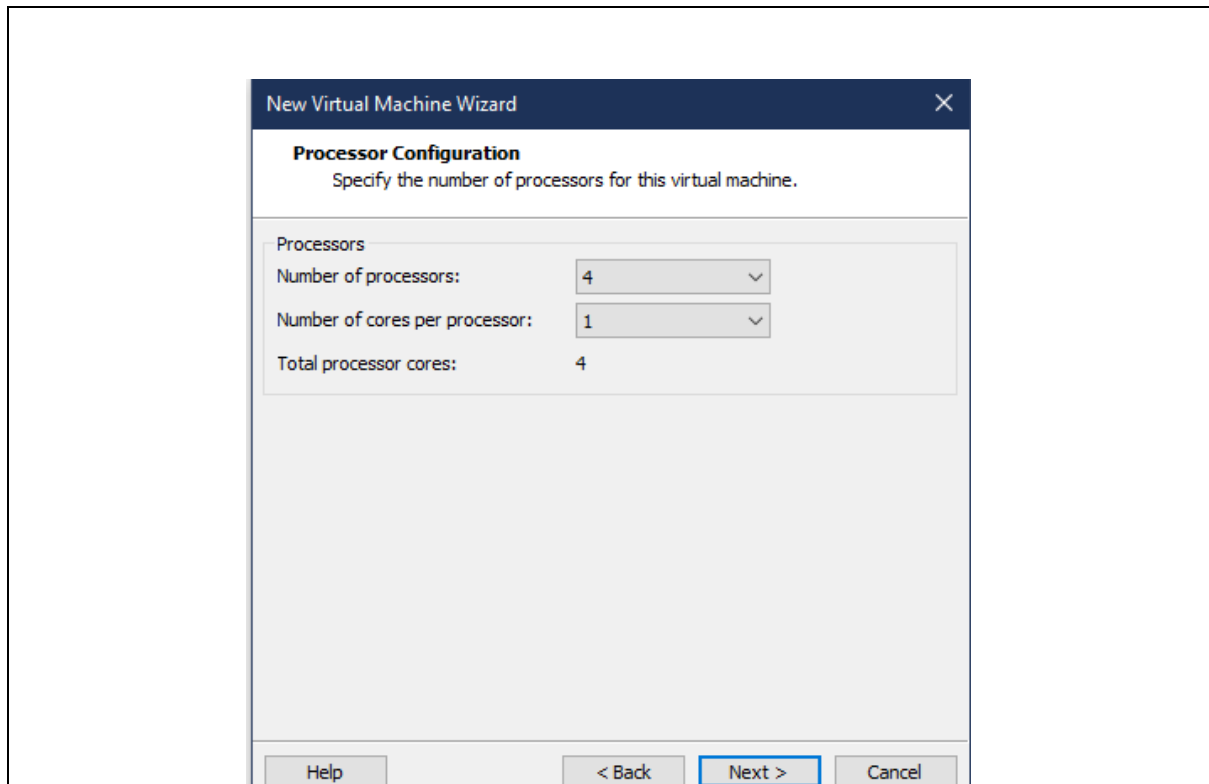 New Virtual Machine Wizard
Processor Configuration
Specify the number of processors for this virtual machine.
Processors
Number of processors: 4
Number of cores per processor: 1
Total processor cores: 4
Help < Back Next > Cancel